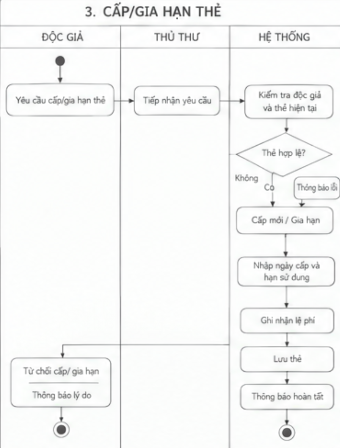 3. CẤP/GIA HẠN THẺ
ĐỘC GIẢ
THỦ THƯ
HỆ THỐNG
Yêu cầu cấp/gia hạn thẻ
Tiếp nhận yêu cầu
Kiểm tra độc giả
và thẻ hiện tại
Thẻ hợp lệ?
Không
Có
Thông báo lỗi
Cấp mới / Gia hạn
Nhập ngày cấp và
hạn sử dung
Ghi nhận lệ phí
Lưu thẻ
Từ chối cấp/ gia hạn
Thông báo lý do
Thông báo hoàn tất